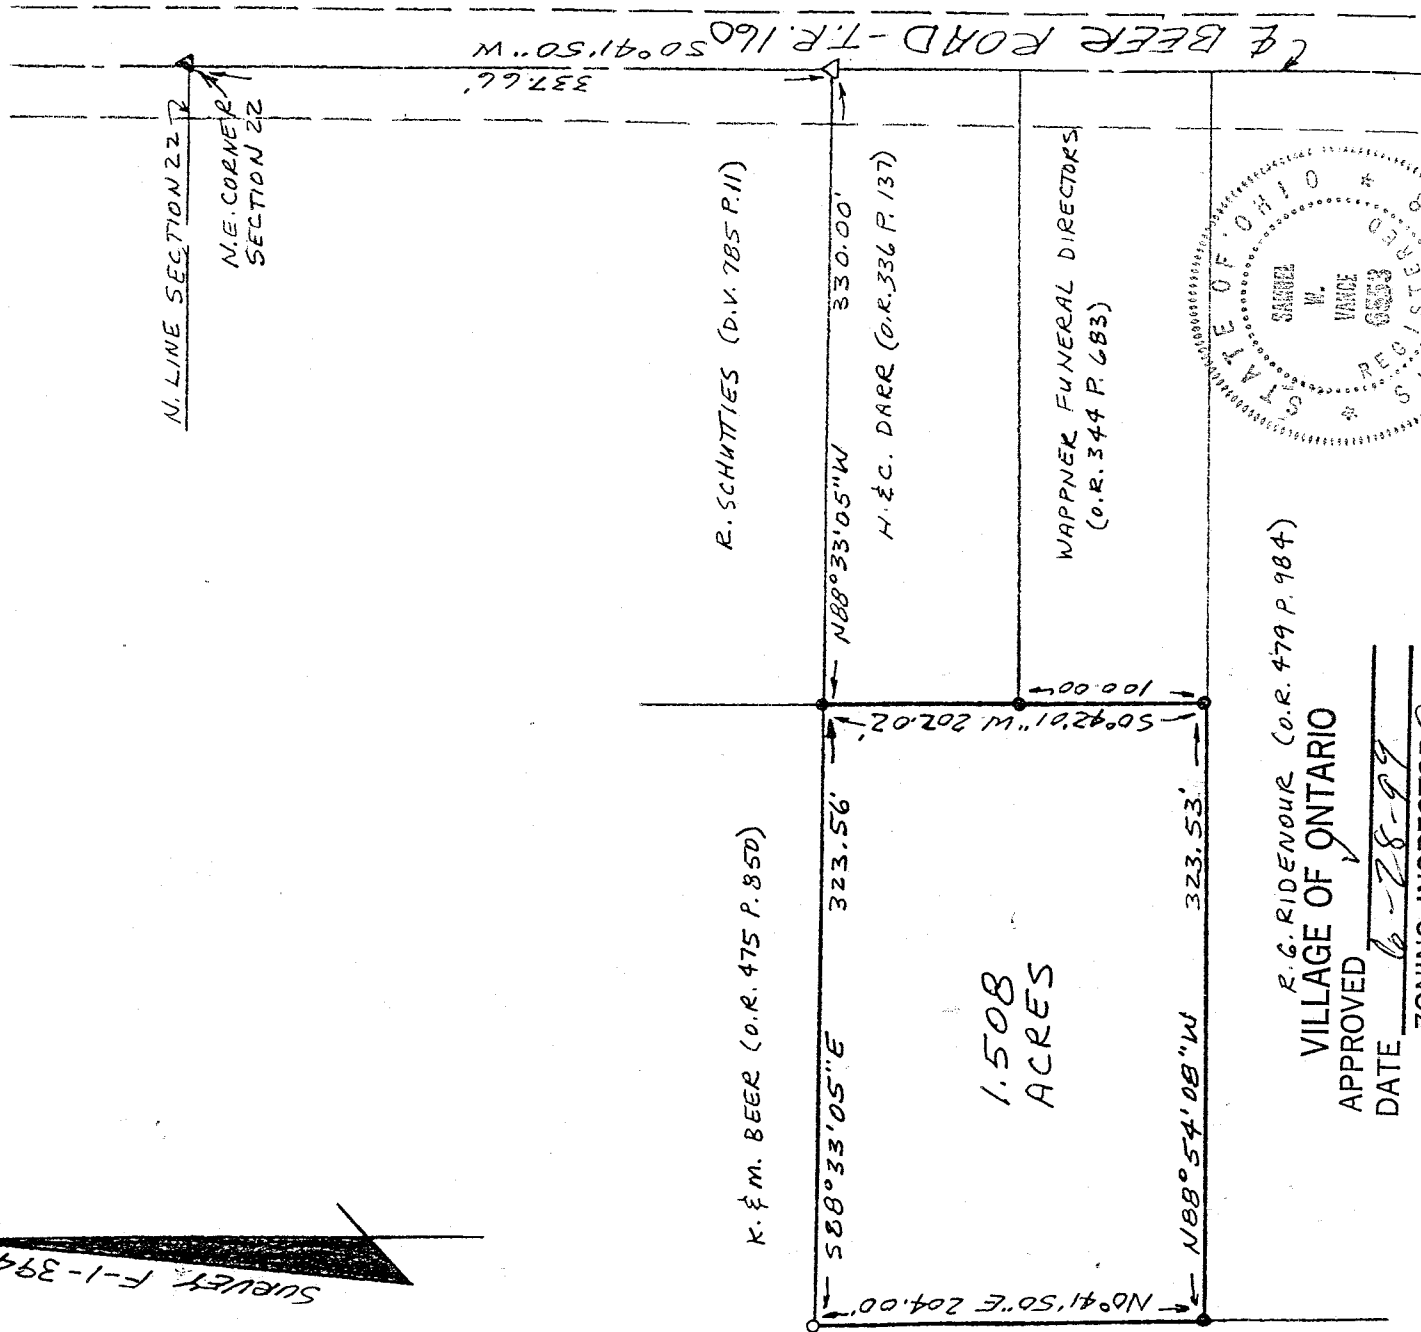 ℄ BEER ROAD - T.R. 160
S0°41'50"W
337.66'
N. LINE SECTION 22
N.E. CORNER
SECTION 22
R. SCHUTTIES (D.V. 785 P. 11)
N88°33'05"W 330.00'
H. & C. DARR (O.R. 336 P. 137)
WAPPNER FUNERAL DIRECTORS
(O.R. 344 P. 683)
STATE OF OHIO
SAMUEL
W.
VANCE
6553
REGISTERED
K. & M. BEER (O.R. 475 P. 850)
S88°33'05"E 323.56'
S0°42'01"W 202.02'
100.00'
1.508
ACRES
N88°54'08"W 323.53'
N0°41'50"E 204.00'
R.G. RIDENOUR (O.R. 479 P. 984)
VILLAGE OF ONTARIO
APPROVED
DATE 6-28-99
ZONING INSPECTOR
SURVEY F-1-394